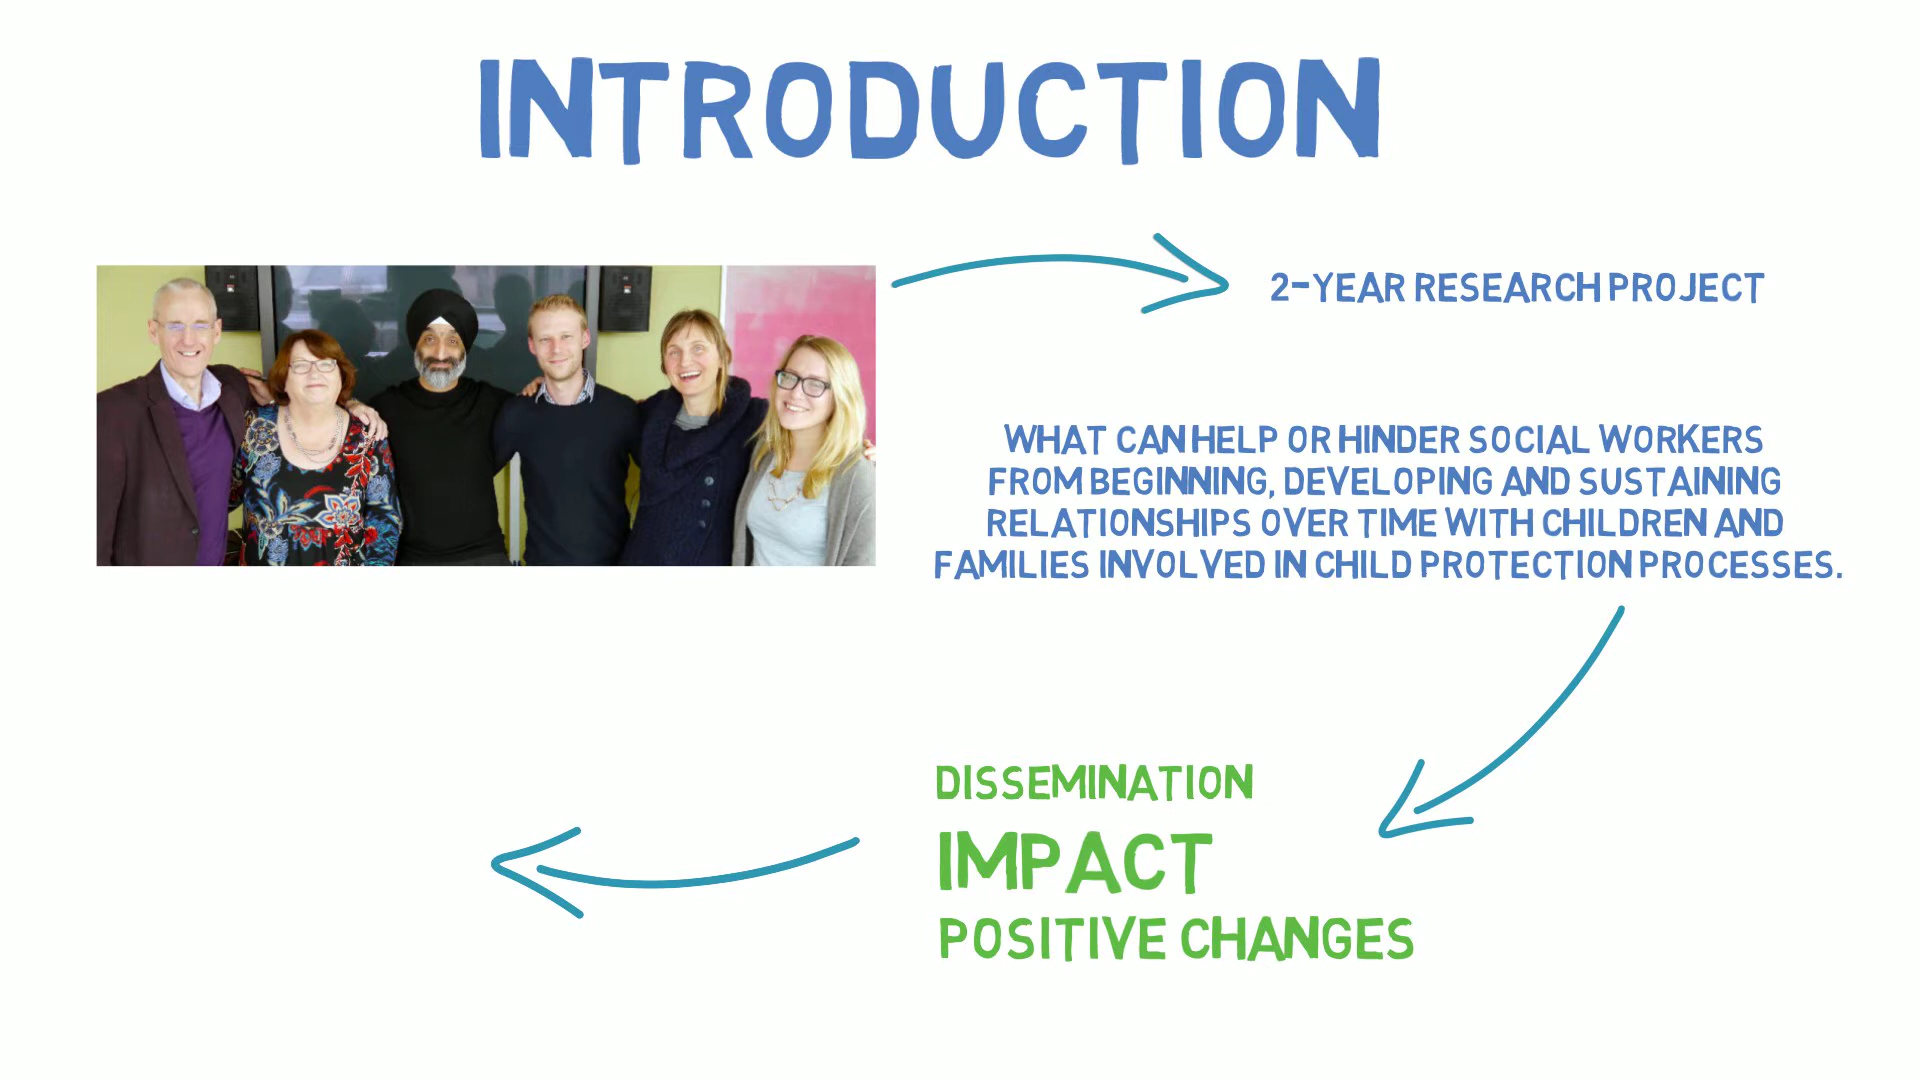 INTRODUCTION
2-YEAR RESEARCH PROJECT
WHAT CAN HELP OR HINDER SOCIAL WORKERS
FROM BEGINNING, DEVELOPING AND SUSTAINING
RELATIONSHIPS OVER TIME WITH CHILDREN AND
FAMILIES INVOLVED IN CHILD PROTECTION PROCESSES.
DISSEMINATION
IMPACT
POSITIVE CHANGES